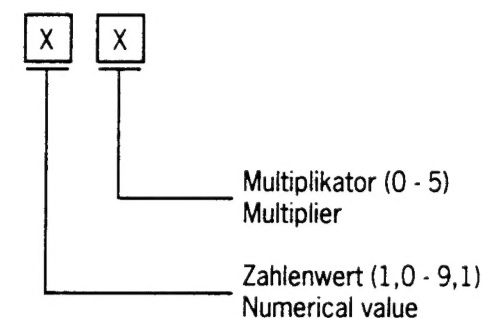 X X
Multiplikator (0 - 5)
Multiplier
Zahlenwert (1,0 - 9,1)
Numerical value